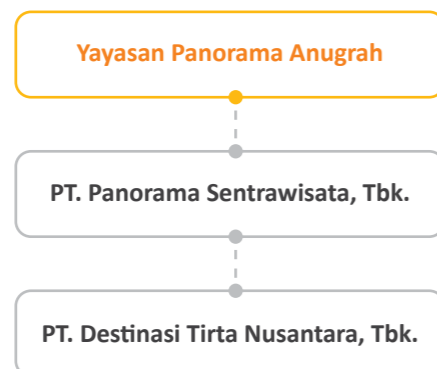 Yayasan Panorama Anugrah
PT. Panorama Sentrawisata, Tbk.
PT. Destinasi Tirta Nusantara, Tbk.